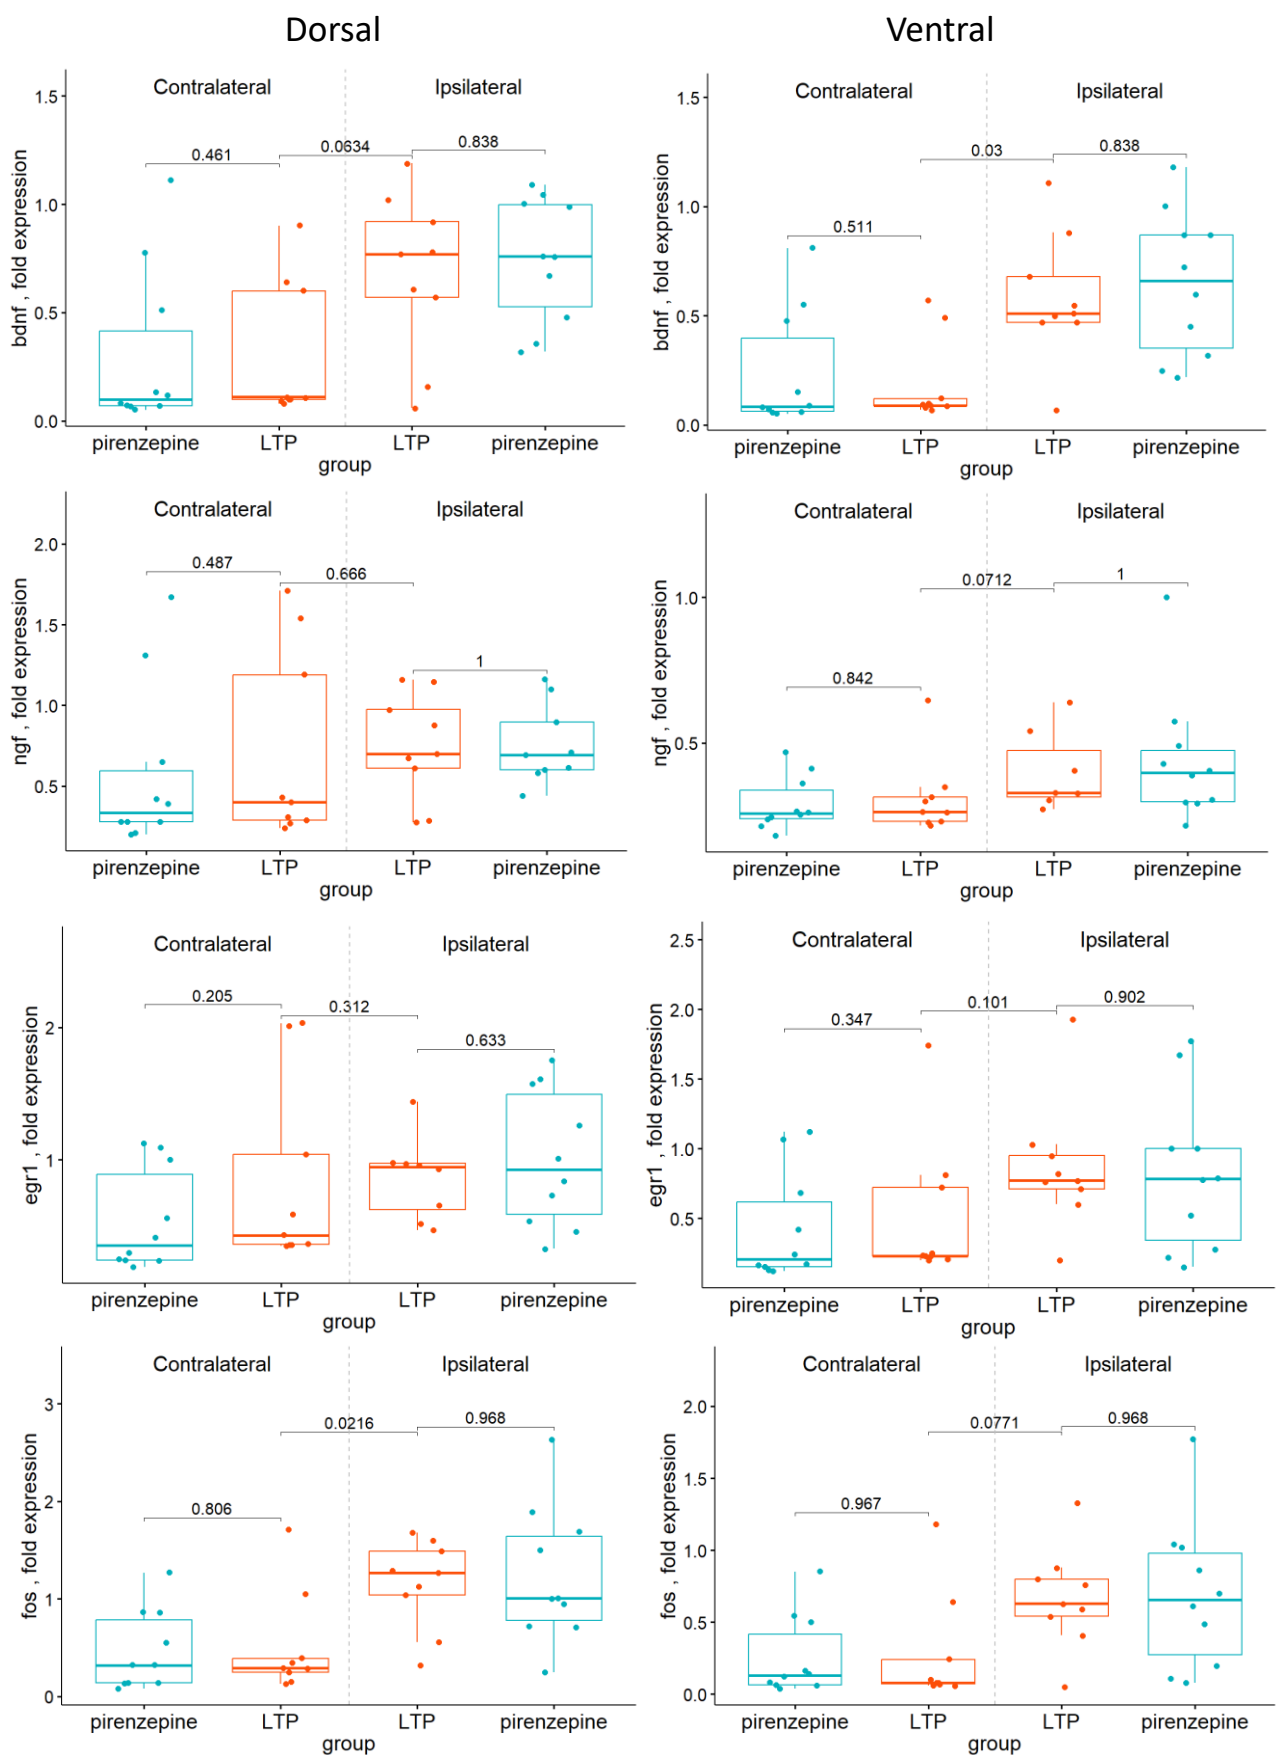 Dorsal
Ventral
Contralateral Ipsilateral
1.5
0.461 0.0634 0.838
1.0
0.5
0.0
bdnf , fold expression
pirenzepine LTP LTP pirenzepine
group
Contralateral Ipsilateral
1.5
0.03 0.838
0.511
1.0
0.5
0.0
bdnf , fold expression
pirenzepine LTP LTP pirenzepine
group
Contralateral Ipsilateral
2.0
0.487 0.666
1
1.5
1.0
0.5
ngf , fold expression
pirenzepine LTP LTP pirenzepine
group
Contralateral Ipsilateral
0.0712 1
0.842
1.0
0.5
ngf , fold expression
pirenzepine LTP LTP pirenzepine
group
Contralateral Ipsilateral
0.205 0.312
0.633
2
1
egr1 , fold expression
pirenzepine LTP LTP pirenzepine
group
2.5
Contralateral Ipsilateral
0.347 0.101 0.902
2.0
1.5
1.0
0.5
egr1 , fold expression
pirenzepine LTP LTP pirenzepine
group
Contralateral Ipsilateral
3
0.0216 0.968
0.806
2
1
0
fos , fold expression
pirenzepine LTP LTP pirenzepine
group
Contralateral Ipsilateral
2.0
0.0771 0.968
0.967
1.5
1.0
0.5
0.0
fos , fold expression
pirenzepine LTP LTP pirenzepine
group